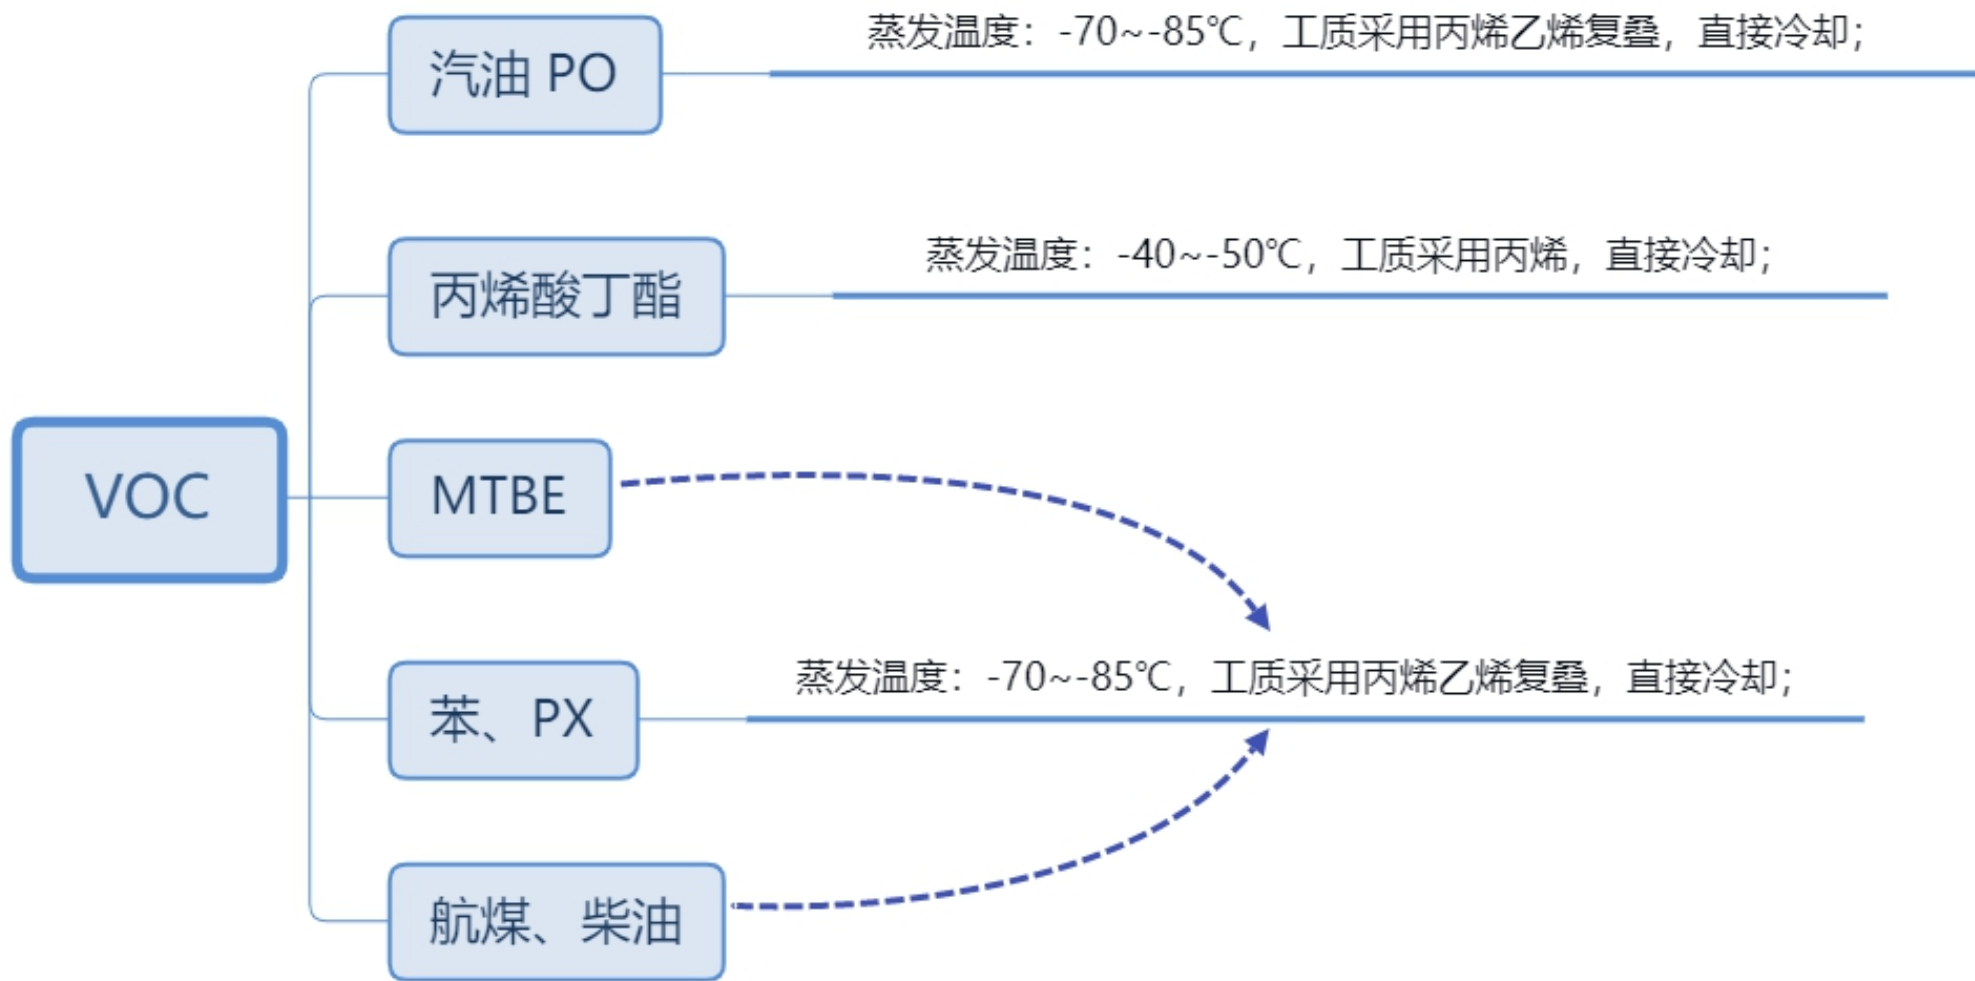 蒸发温度：-70~-85℃，工质采用丙烯乙烯复叠，直接冷却；
汽油 PO
蒸发温度：-40~-50℃，工质采用丙烯，直接冷却；
丙烯酸丁酯
VOC
MTBE
蒸发温度：-70~-85℃，工质采用丙烯乙烯复叠，直接冷却；
苯、PX
航煤、柴油